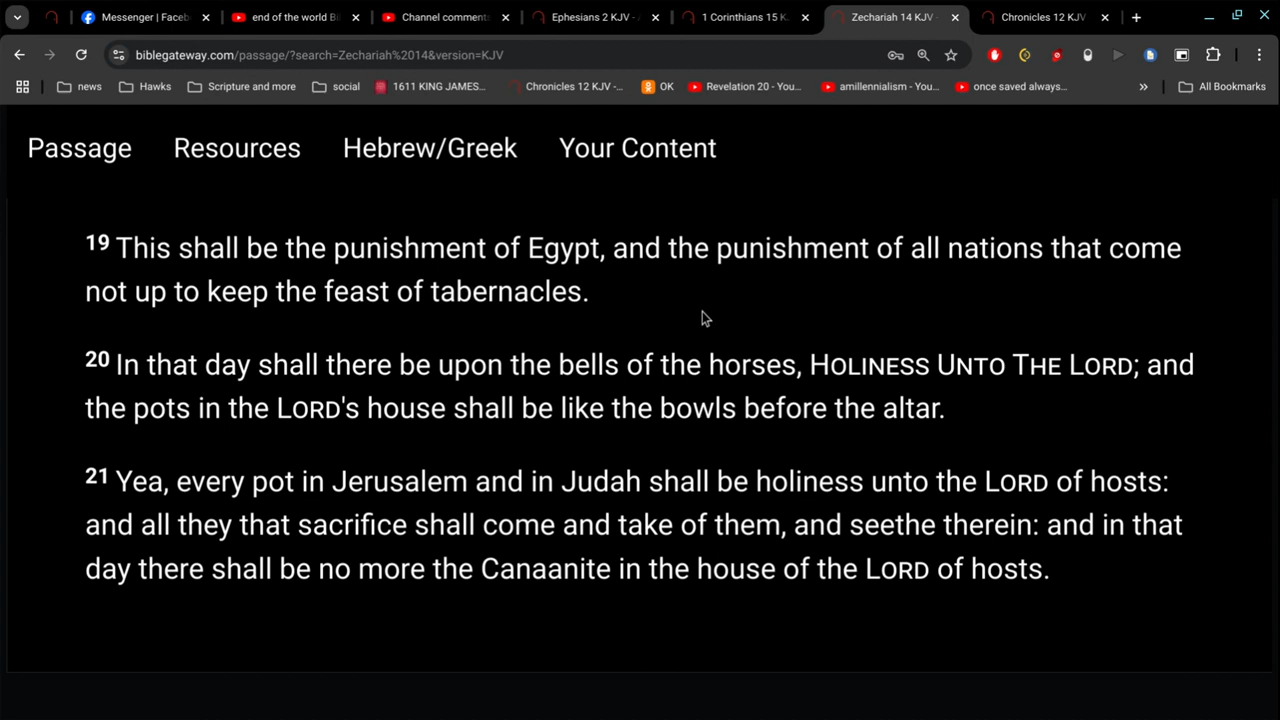 Messenger | Faceb
end of the world Bi
Channel comments
Ephesians 2 KJV - A
1 Corinthians 15 K
Zechariah 14 KJV -
Chronicles 12 KJV
biblegateway.com/passage/?search=Zechariah%2014&version=KJV
news
Hawks
Scripture and more
social
1611 KING JAMES...
Chronicles 12 KJV -...
OK
Revelation 20 - You...
amillennialism - You...
once saved always...
All Bookmarks
Passage Resources Hebrew/Greek Your Content
19 This shall be the punishment of Egypt, and the punishment of all nations that come
not up to keep the feast of tabernacles.
20 In that day shall there be upon the bells of the horses, HOLINESS UNTO THE LORD; and
the pots in the LORD's house shall be like the bowls before the altar.
21 Yea, every pot in Jerusalem and in Judah shall be holiness unto the LORD of hosts:
and all they that sacrifice shall come and take of them, and seethe therein: and in that
day there shall be no more the Canaanite in the house of the LORD of hosts.